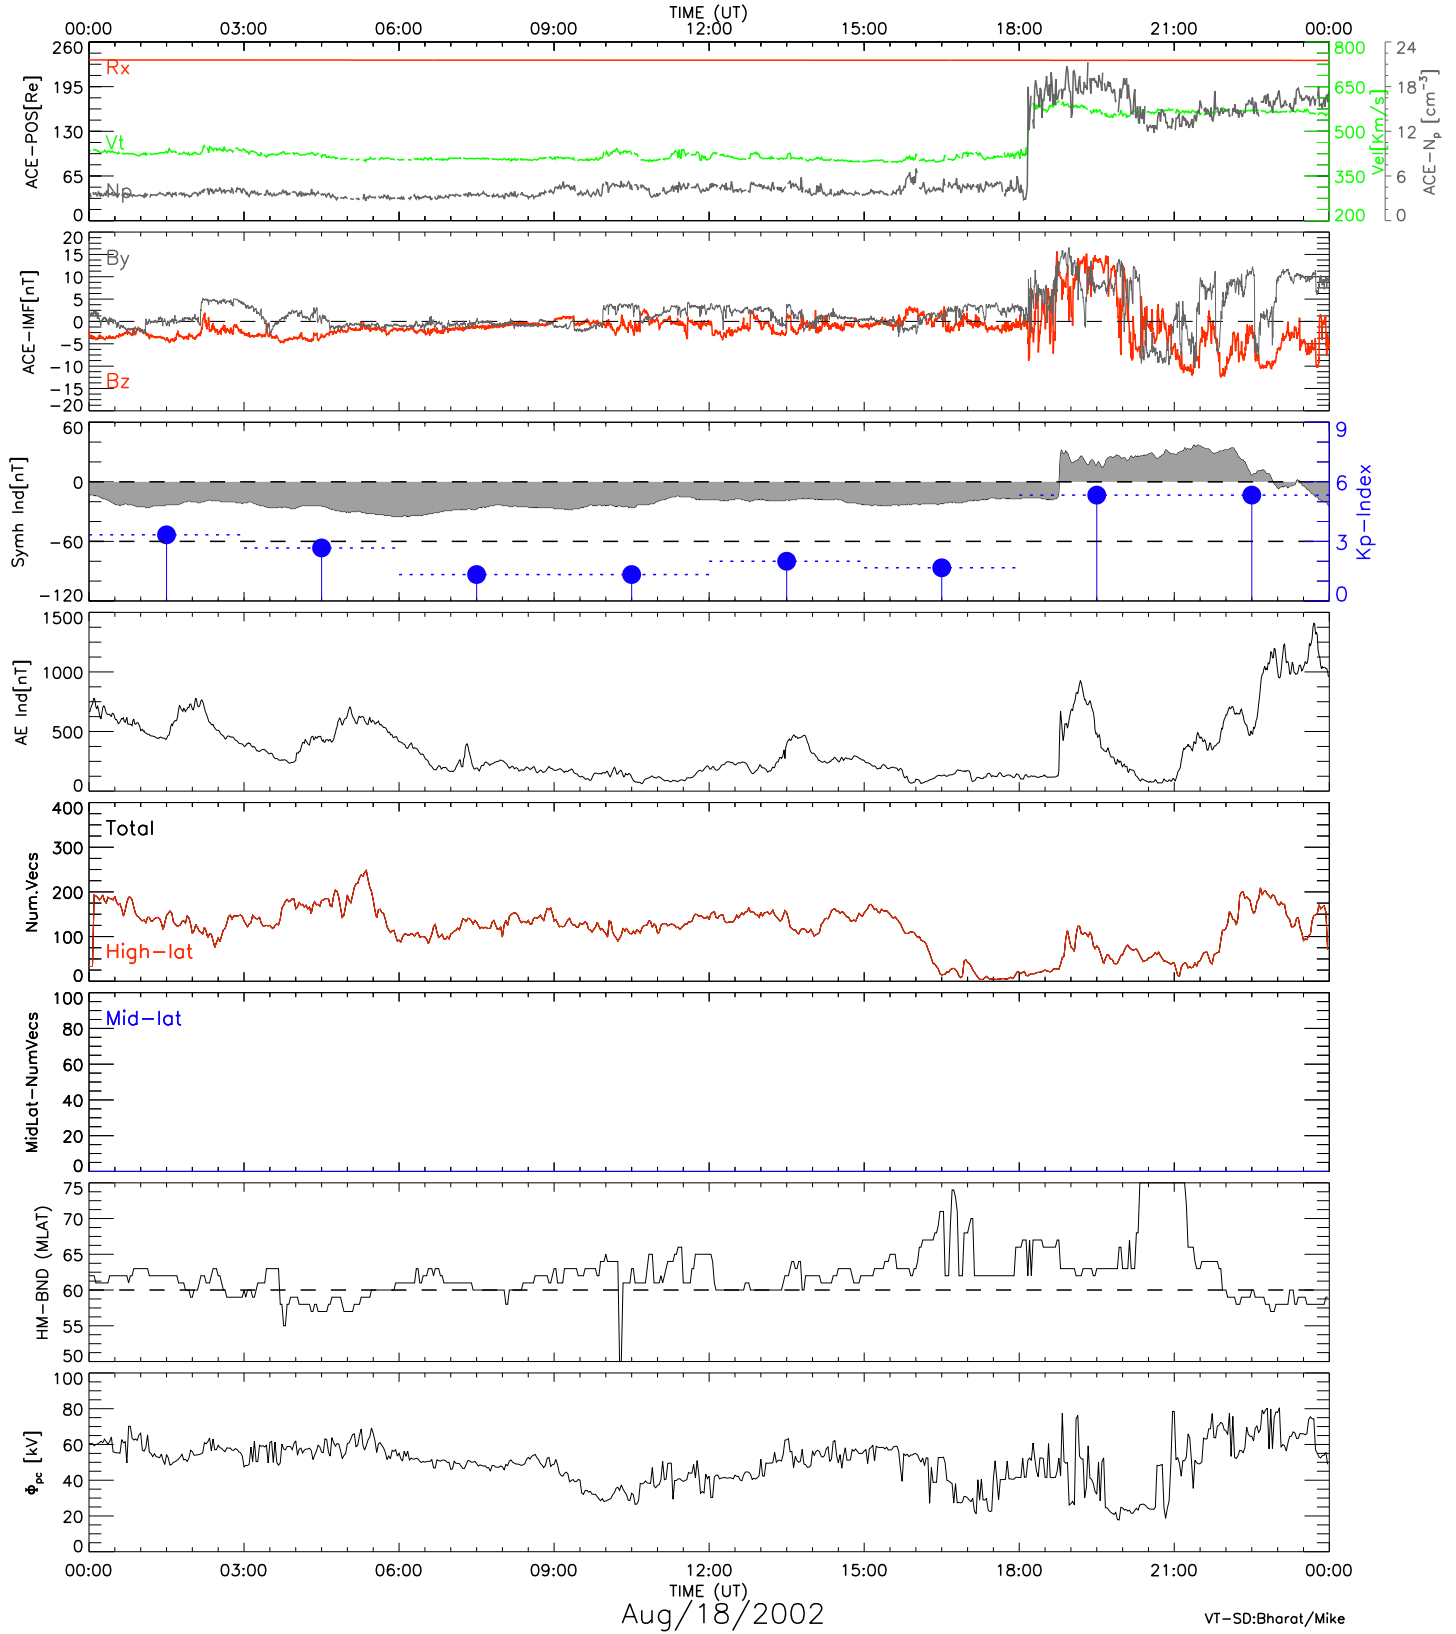 TIME (UT)
00:00 03:00 06:00 09:00 12:00 15:00 18:00 21:00 00:00
ACE-POS[Re]
260
195
130
65
0
Rx
Vt
Np
800
650
500
350
200
Vel[Km/s]
24
18
12
6
0
ACE-Np [cm⁻³]
ACE-IMF[nT]
20
15
10
5
0
-5
-10
-15
-20
By
Bz
Symh Ind[nT]
60
0
-60
-120
9
6
3
0
Kp-Index
AE Ind[nT]
1500
1000
500
0
Num.Vecs
400
300
200
100
0
Total
High-lat
MidLat-NumVecs
100
80
60
40
20
0
Mid-lat
HM-BND (MLAT)
75
70
65
60
55
50
Φpc [kV]
100
80
60
40
20
0
00:00 03:00 06:00 09:00 12:00 15:00 18:00 21:00 00:00
TIME (UT)
Aug/18/2002
VT-SD:Bharat/Mike